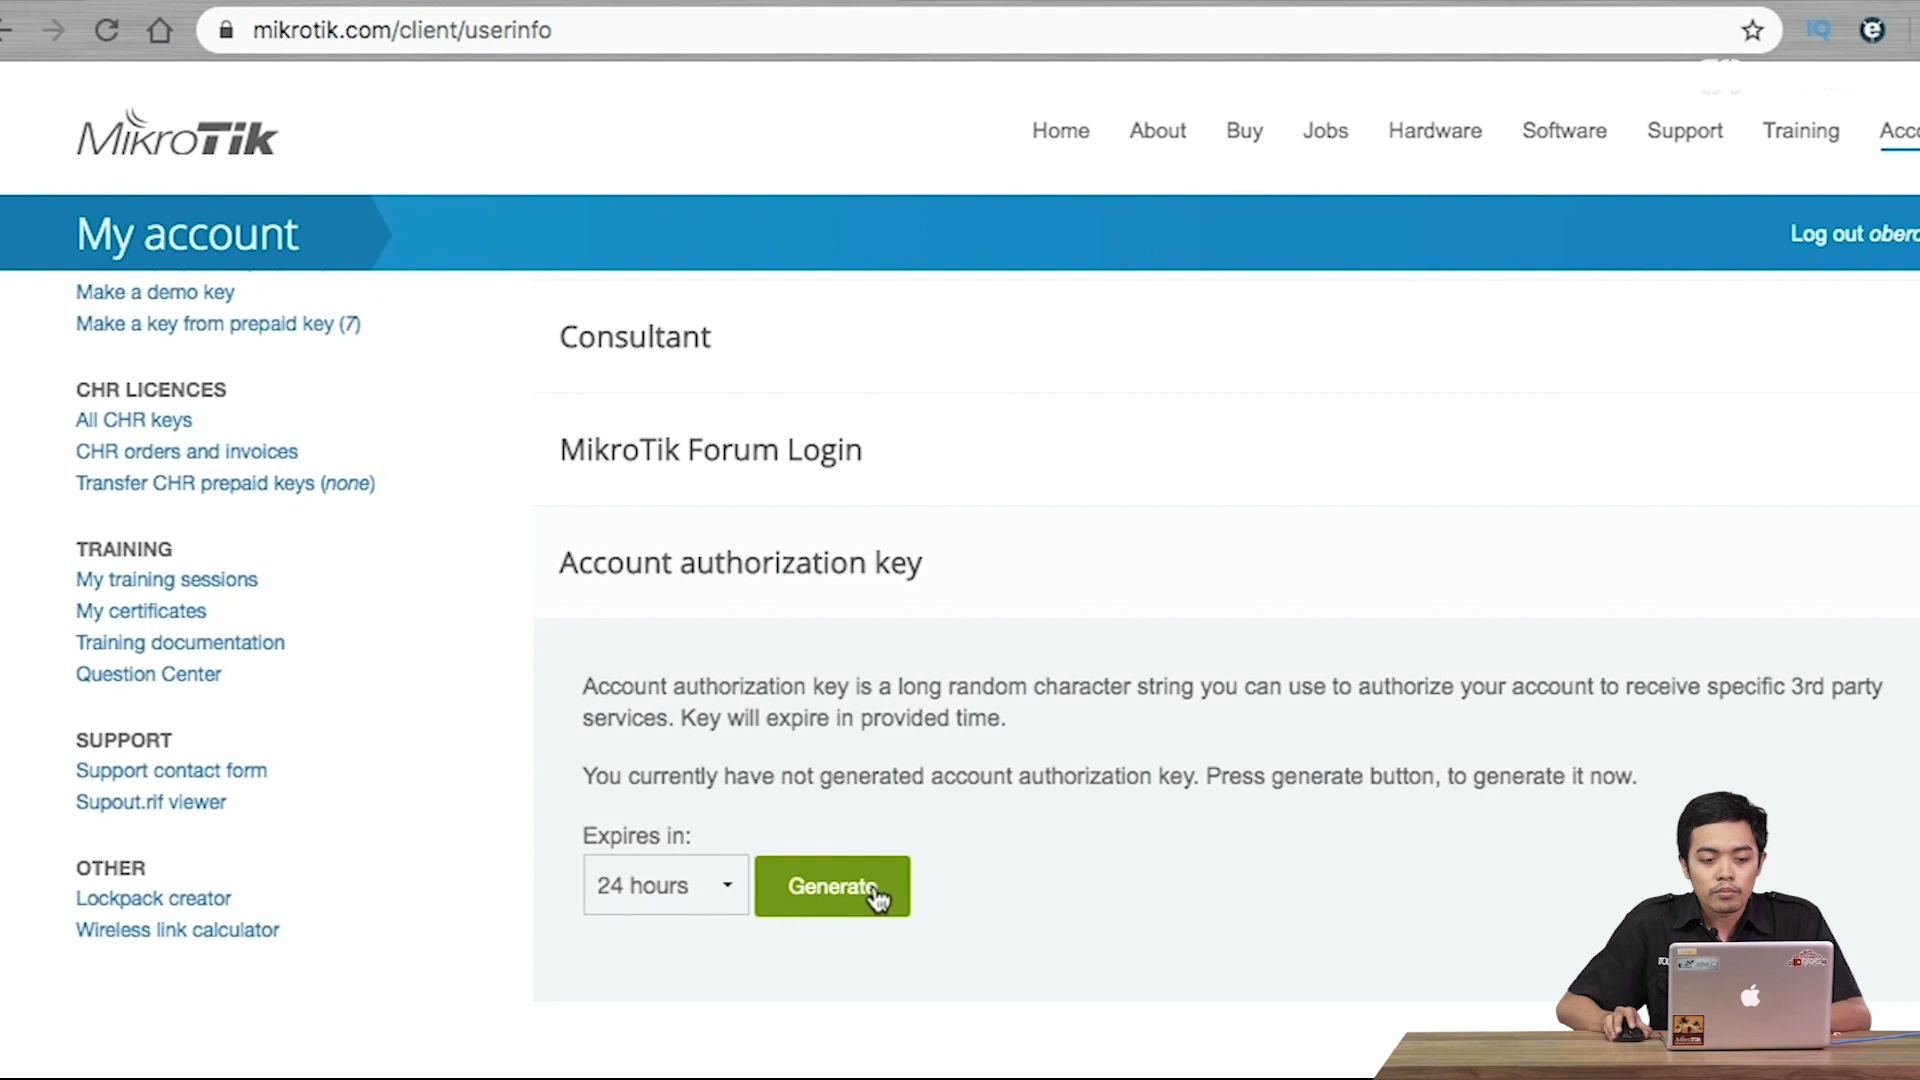 mikrotik.com/client/userinfo
IQ
MikroTik
Home About Buy Jobs Hardware Software Support Training
My account
Log out
Make a demo key
Make a key from prepaid key (7)
CHR LICENCES
All CHR keys
CHR orders and invoices
Transfer CHR prepaid keys (none)
TRAINING
My training sessions
My certificates
Training documentation
Question Center
SUPPORT
Support contact form
Supout.rif viewer
OTHER
Lockpack creator
Wireless link calculator
Consultant
MikroTik Forum Login
Account authorization key
Account authorization key is a long random character string you can use to authorize your account to receive specific 3rd party
services. Key will expire in provided time.
You currently have not generated account authorization key. Press generate button, to generate it now.
Expires in:
24 hours
Generate